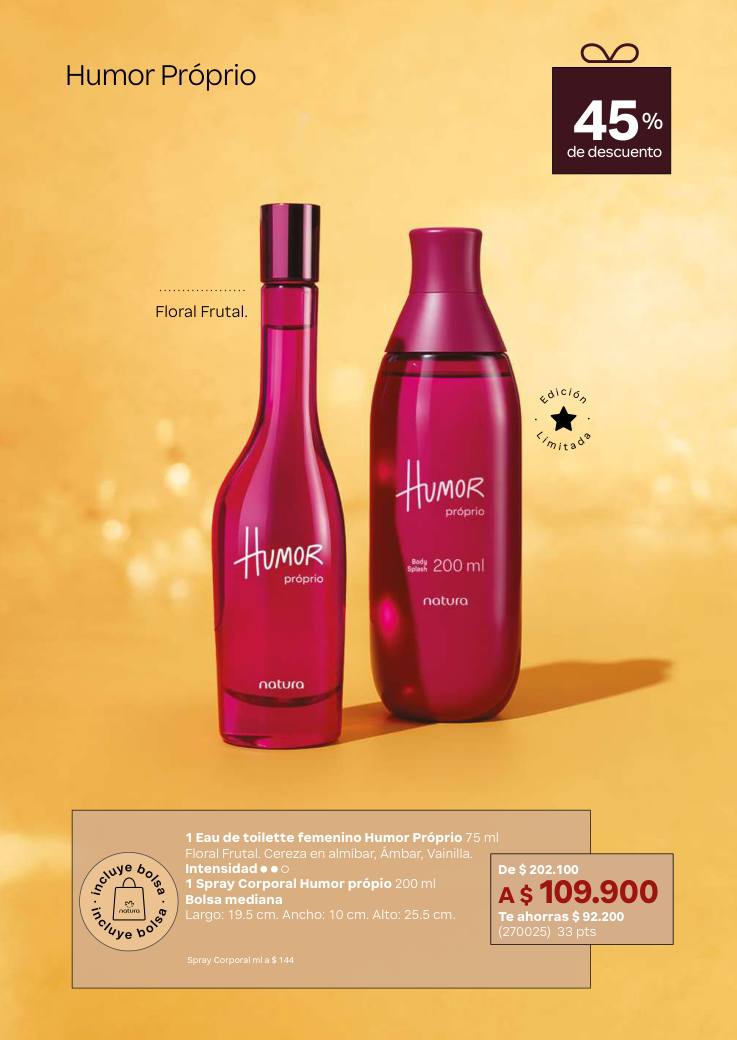 Humor Próprio
45%
de descuento
Floral Frutal.
Edición
Limitada
HUMOR
próprio
natura
HUMOR
próprio
Body
Splash 200 ml
natura
incluye bolsa
natura
incluye bolsa
1 Eau de toilette femenino Humor Próprio 75 ml
Floral Frutal. Cereza en almíbar, Ámbar, Vainilla.
Intensidad
1 Spray Corporal Humor própio 200 ml
Bolsa mediana
Largo: 19.5 cm. Ancho: 10 cm. Alto: 25.5 cm.
Spray Corporal ml a $ 144
De $ 202.100
A $ 109.900
Te ahorras $ 92.200
(270025) 33 pts